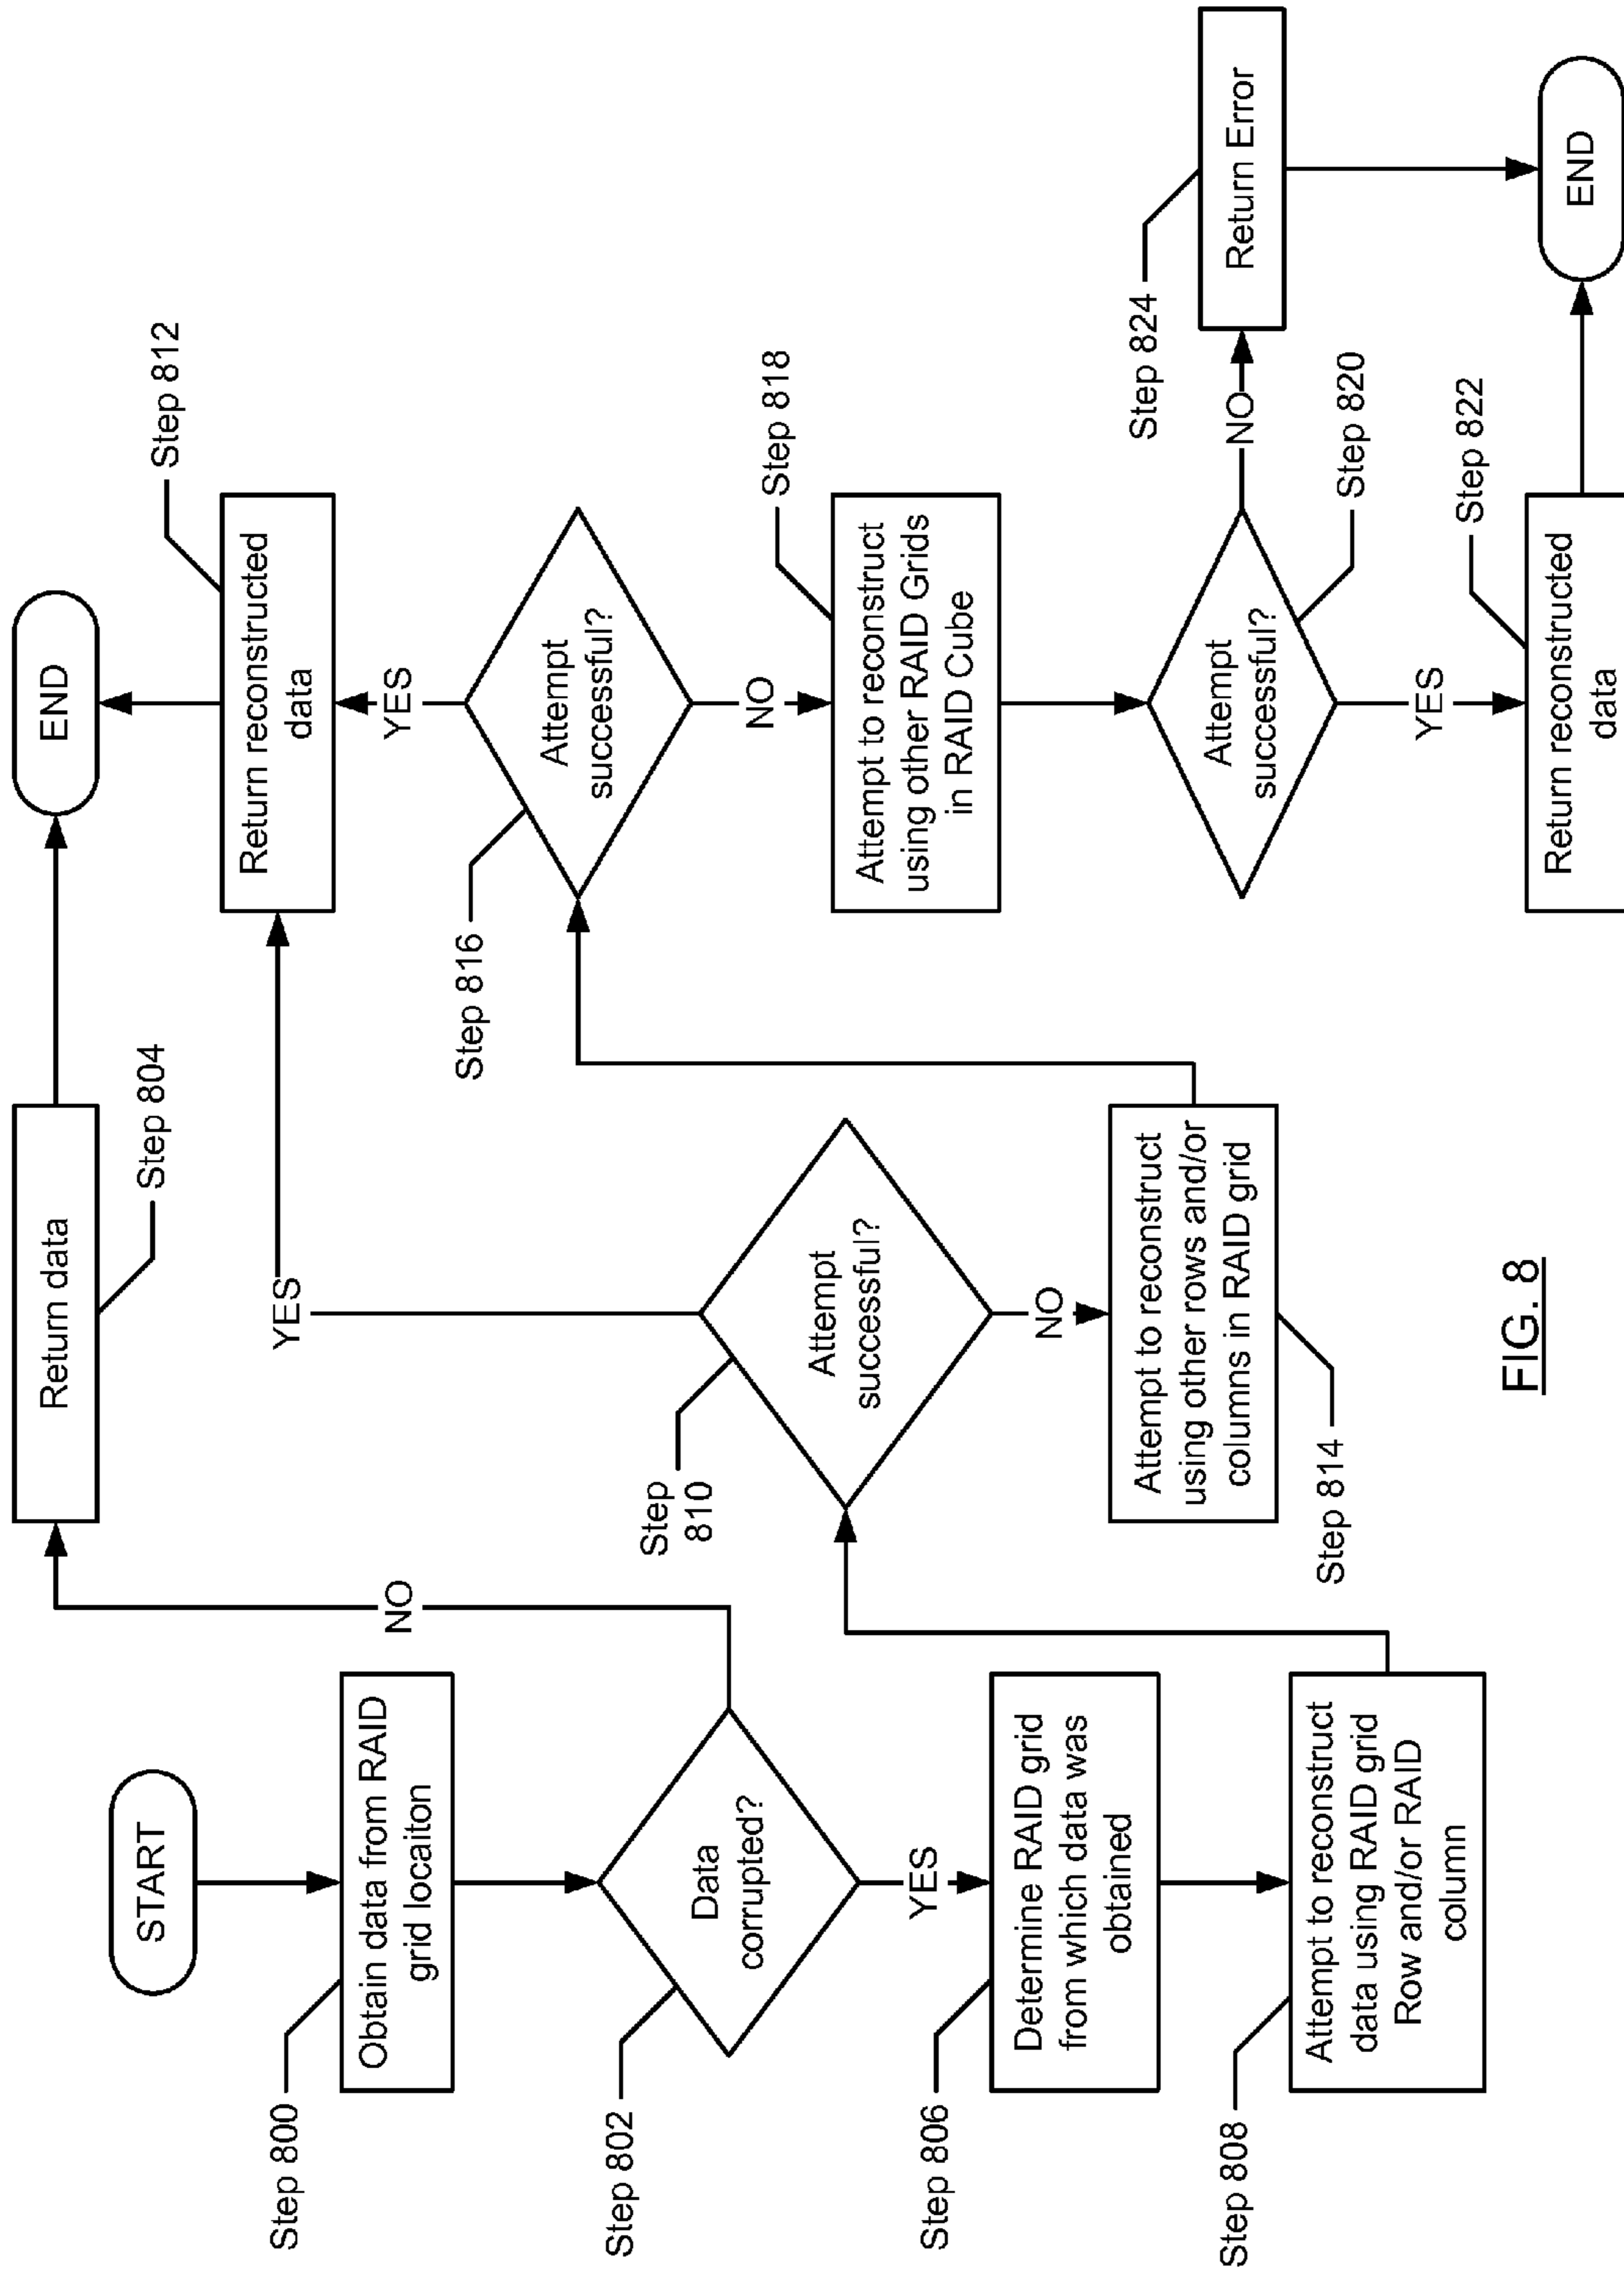 START
Step 800
Obtain data from RAID
grid locaiton
Step 802
Data
corrupted?
NO
YES
Return data
Step 804
END
Step 806
Determine RAID grid
from which data was
obtained
Step 808
Attempt to reconstruct
data using RAID grid
Row and/or RAID
column
Step
810
Attempt
successful?
YES
NO
Return reconstructed
data
Step 812
Attempt to reconstruct
using other rows and/or
columns in RAID grid
Step 814
Step 816
Attempt
successful?
YES
NO
Attempt to reconstruct
using other RAID Grids
in RAID Cube
Step 818
Attempt
successful?
Step 820
NO
YES
Step 824
Return Error
Return reconstructed
data
Step 822
END
FIG. 8